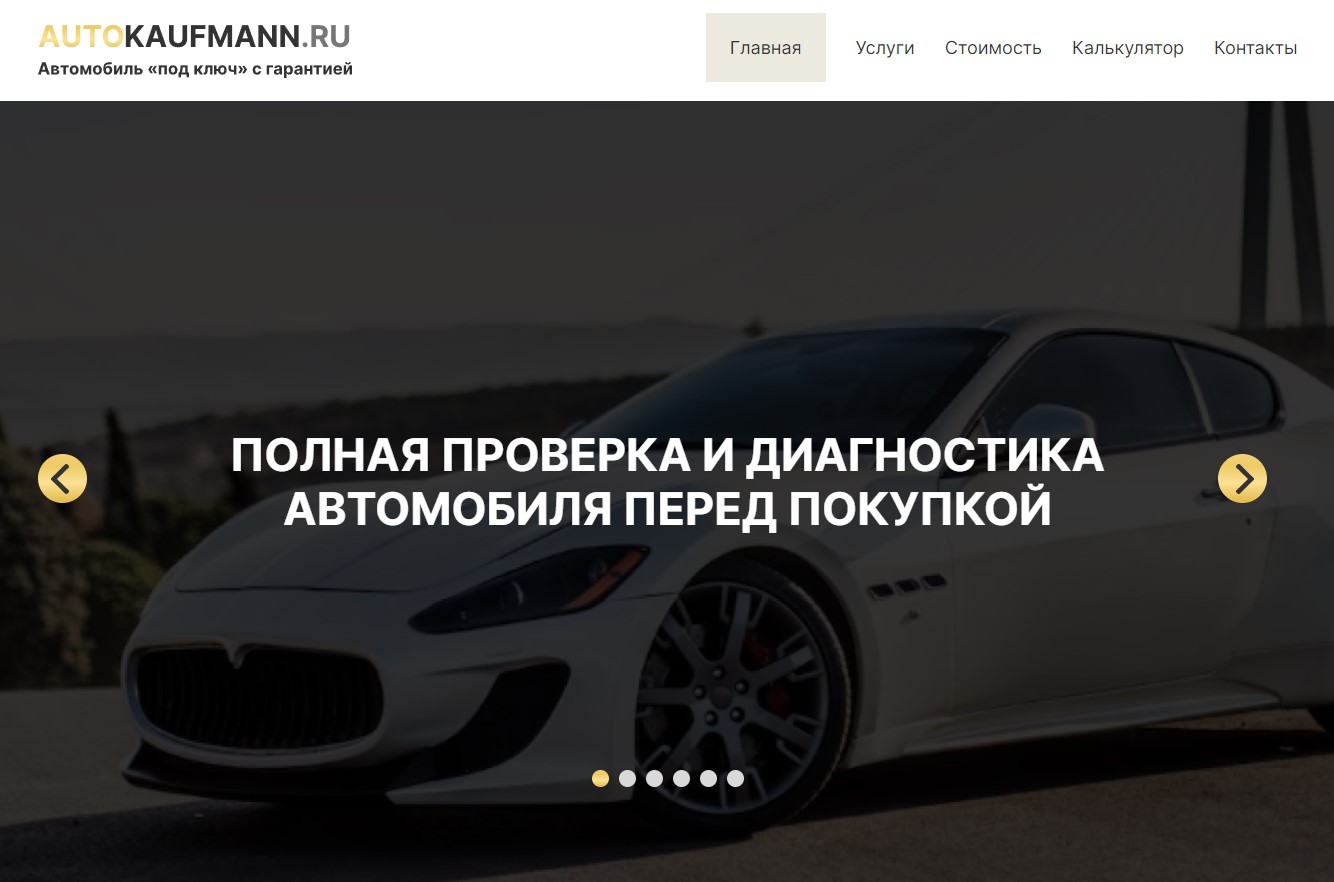 AUTOKAUFMANN.RU
Автомобиль «под ключ» с гарантией
Главная Услуги Стоимость Калькулятор Контакты
ПОЛНАЯ ПРОВЕРКА И ДИАГНОСТИКА
АВТОМОБИЛЯ ПЕРЕД ПОКУПКОЙ